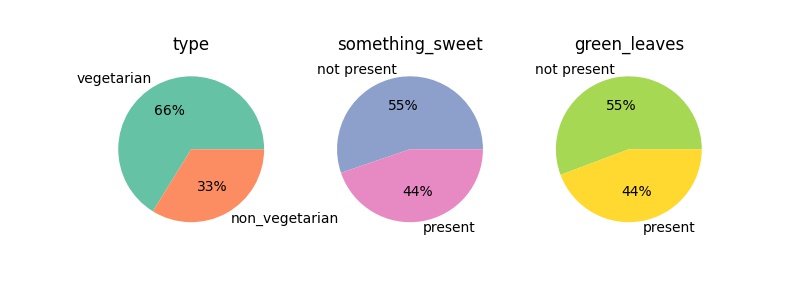 type
vegetarian
66%
33%
non_vegetarian
something_sweet
not present
55%
44%
present
green_leaves
not present
55%
44%
present